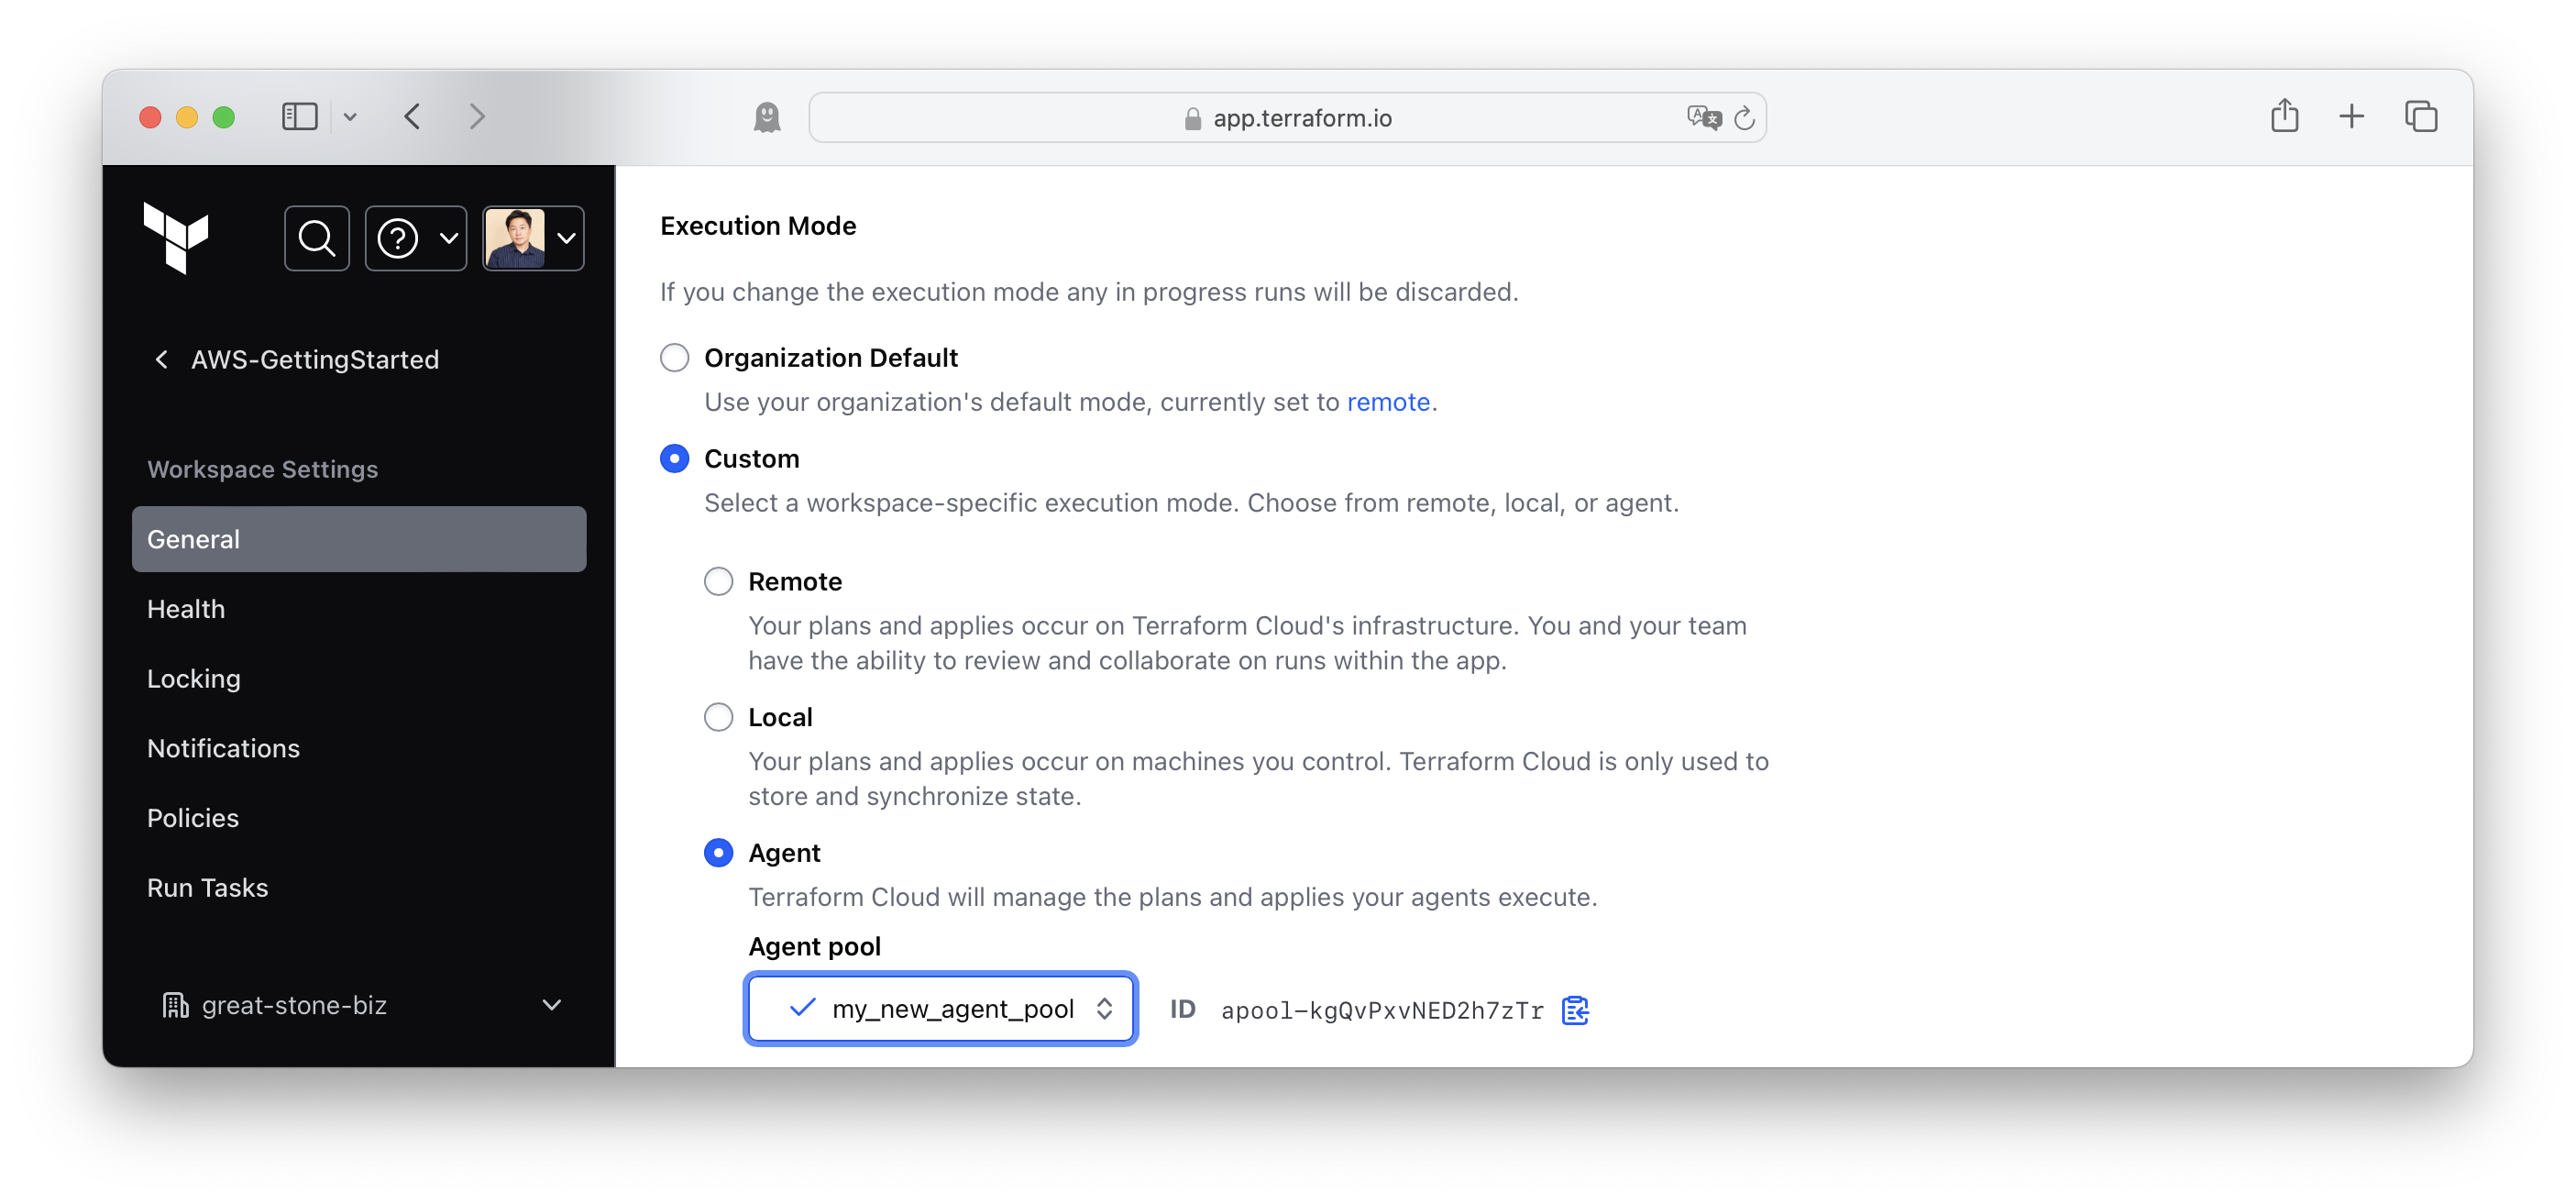 app.terraform.io
AWS-GettingStarted
Workspace Settings
General
Health
Locking
Notifications
Policies
Run Tasks
great-stone-biz
Execution Mode
If you change the execution mode any in progress runs will be discarded.
Organization Default
Use your organization's default mode, currently set to remote.
Custom
Select a workspace-specific execution mode. Choose from remote, local, or agent.
Remote
Your plans and applies occur on Terraform Cloud's infrastructure. You and your team
have the ability to review and collaborate on runs within the app.
Local
Your plans and applies occur on machines you control. Terraform Cloud is only used to
store and synchronize state.
Agent
Terraform Cloud will manage the plans and applies your agents execute.
Agent pool
my_new_agent_pool
ID apool-kgQvPxvNED2h7zTr